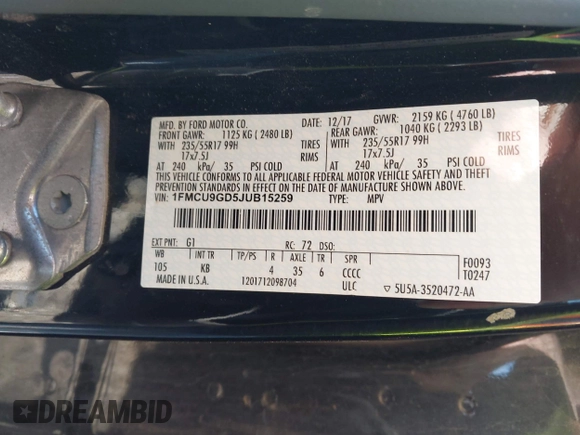 MFD. BY FORD MOTOR CO. 12/17 GVWR: 2159 KG ( 4760 LB)
FRONT GAWR: 1125 KG ( 2480 LB) REAR GAWR: 1040 KG ( 2293 LB)
WITH 235/55R17 99H TIRES WITH 235/55R17 99H TIRES
17x7.5J RIMS 17x7.5J RIMS
AT 240 kPa/ 35 PSI COLD AT 240 kPa/ 35 PSI COLD
THIS VEHICLE CONFORMS TO ALL APPLICABLE FEDERAL MOTOR VEHICLE SAFETY
AND THEFT PREVENTION STANDARDS IN EFFECT ON THE DATE OF MANUFACTURE SHOWN ABOVE.
VIN: 1FMCU9GD5JUB15259 TYPE: MPV
EXT PNT: G1 RC: 72 DSO:
WB INT TR TP/PS R AXLE TR SPR F0093
105 KB 4 35 6 CCCC T0247
MADE IN U.S.A. 1201712098704 ULC ▽ 5U5A-3520472-AA
DREAMBID